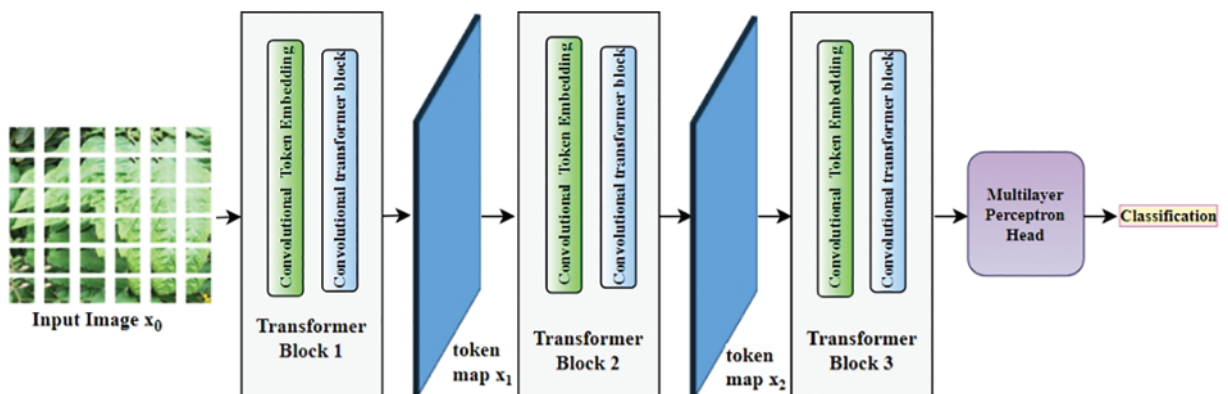 Input Image x₀
Convolutional Token Embedding
Convolutional transformer block
Transformer
Block 1
token
map x₁
Convolutional Token Embedding
Convolutional transformer block
Transformer
Block 2
token
map x₂
Convolutional Token Embedding
Convolutional transformer block
Transformer
Block 3
Multilayer
Perceptron
Head
Classification